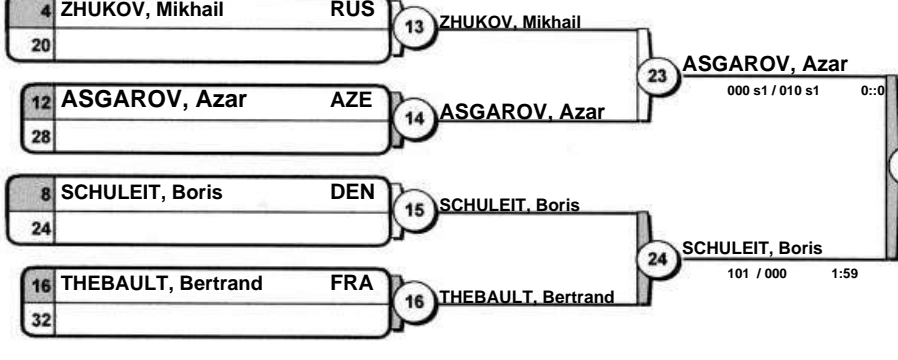 4 ZHUKOV, Mikhail RUS
20
13
ZHUKOV, Mikhail
12 ASGAROV, Azar AZE
28
14
ASGAROV, Azar
23
ASGAROV, Azar
000 s1 / 010 s1 0::0
8 SCHULEIT, Boris DEN
24
15
SCHULEIT, Boris
16 THEBAULT, Bertrand FRA
32
16
THEBAULT, Bertrand
24
SCHULEIT, Boris
101 / 000 1:59